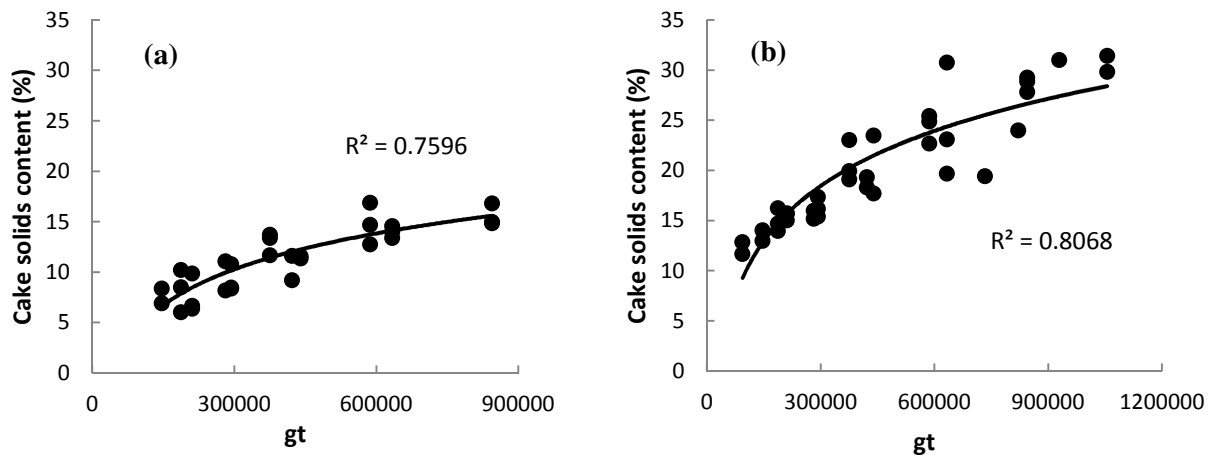 (a)
Cake solids content (%)
35
30
25
20
15
10
5
0
R² = 0.7596
0 300000 600000 900000
gt
(b)
Cake solids content (%)
35
30
25
20
15
10
5
0
R² = 0.8068
0 300000 600000 900000 1200000
gt